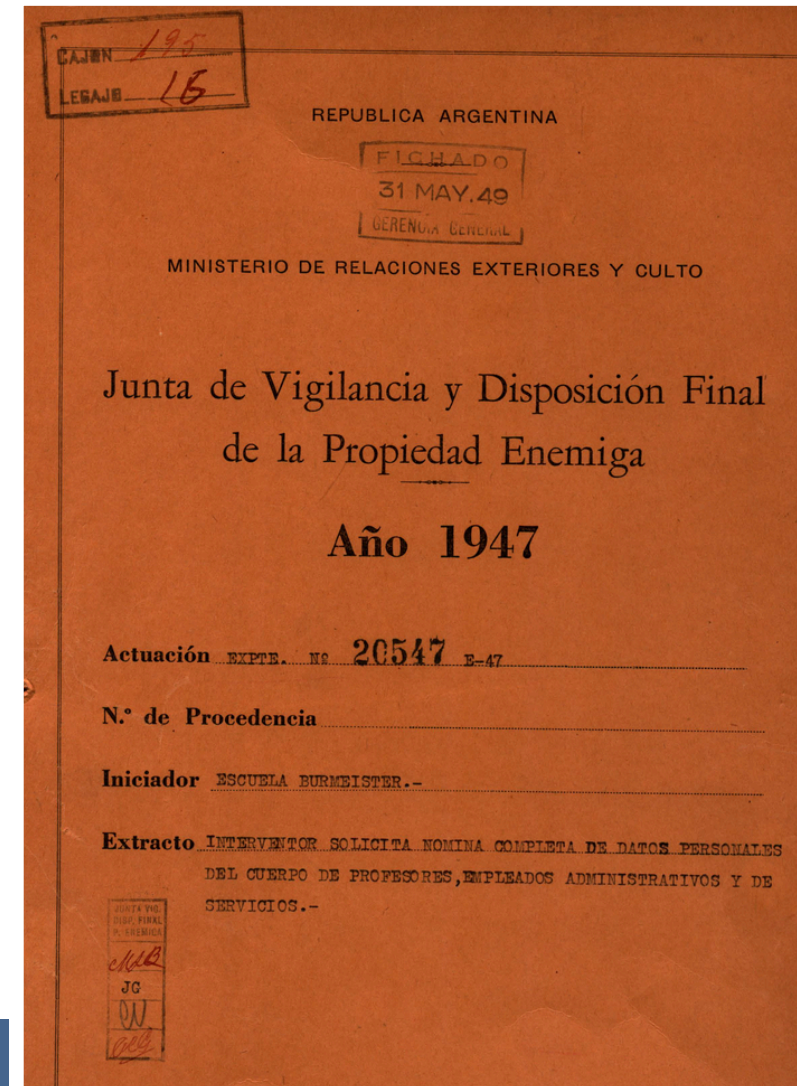 CAJON 195
LEGAJO 15
REPUBLICA ARGENTINA
FICHADO
31 MAY. 49
GERENCIA GENERAL
MINISTERIO DE RELACIONES EXTERIORES Y CULTO
Junta de Vigilancia y Disposición Final
de la Propiedad Enemiga
Año 1947
Actuación EXPTE. Nº 20547 E-47
N.º de Procedencia
Iniciador ESCUELA BURMEISTER.-
Extracto INTERVENTOR SOLICITA NOMINA COMPLETA DE DATOS PERSONALES
DEL CUERPO DE PROFESORES,EMPLEADOS ADMINISTRATIVOS Y DE
SERVICIOS.-
JUNTA VIG.
DISP. FINAL
P. ENEMIGA
JG